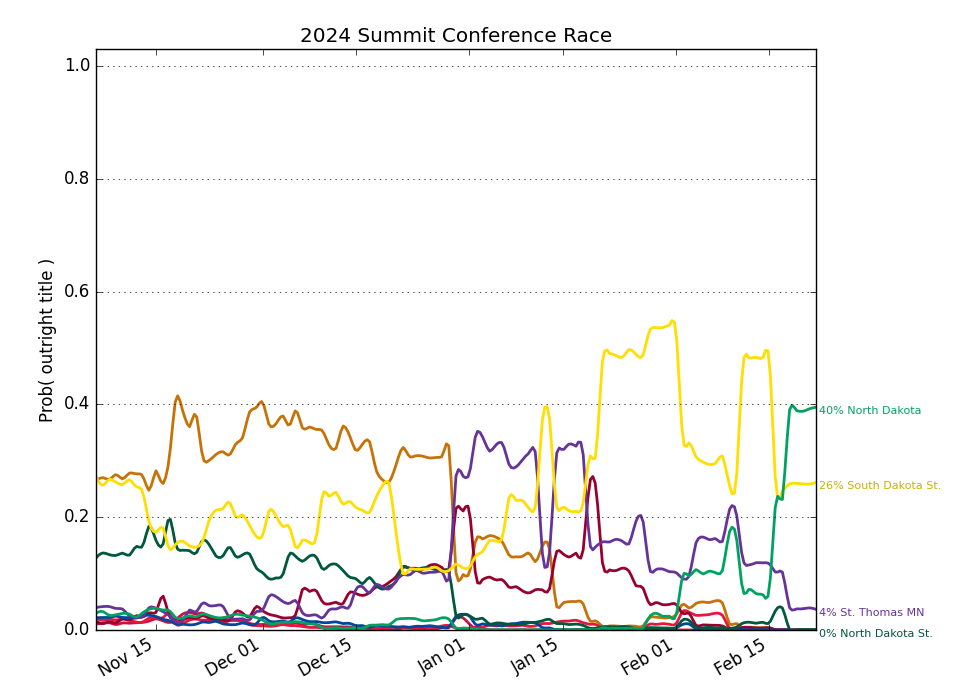 2024 Summit Conference Race
Prob( outright title )
1.0
0.8
0.6
0.4
0.2
0.0
40% North Dakota
26% South Dakota St.
4% St. Thomas MN
0% North Dakota St.
Nov 15
Dec 01
Dec 15
Jan 01
Jan 15
Feb 01
Feb 15